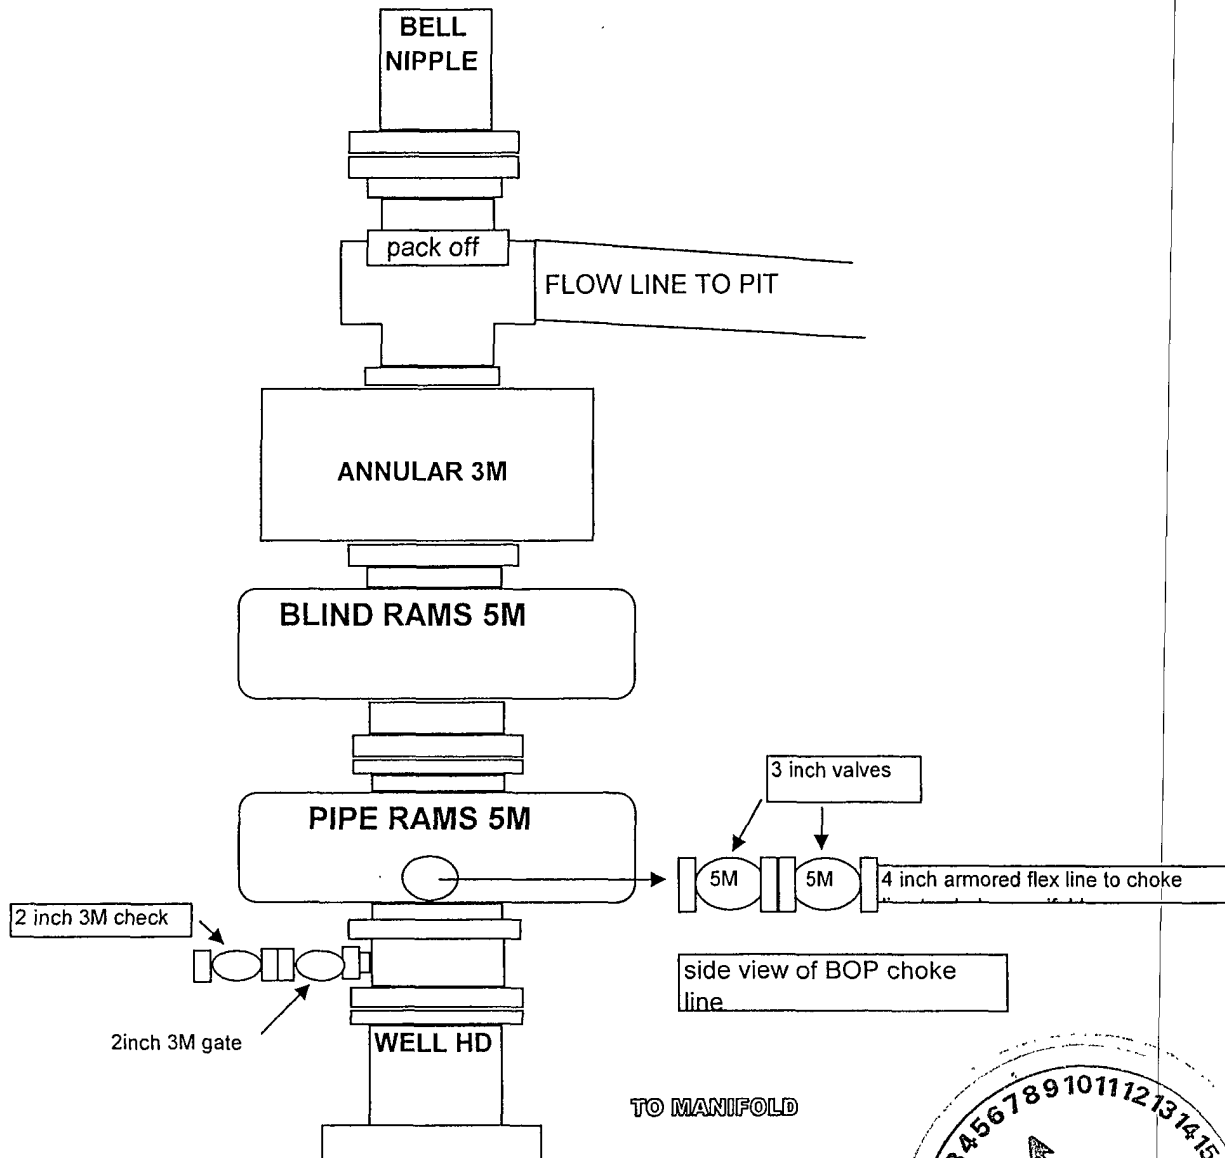 BELL
NIPPLE
pack off
FLOW LINE TO PIT
ANNULAR 3M
BLIND RAMS 5M
3 inch valves
PIPE RAMS 5M
5M
5M
4 inch armored flex line to choke
2 inch 3M check
side view of BOP choke
line
2inch 3M gate
WELL HD
TO MANIFOLD
456789101112131415